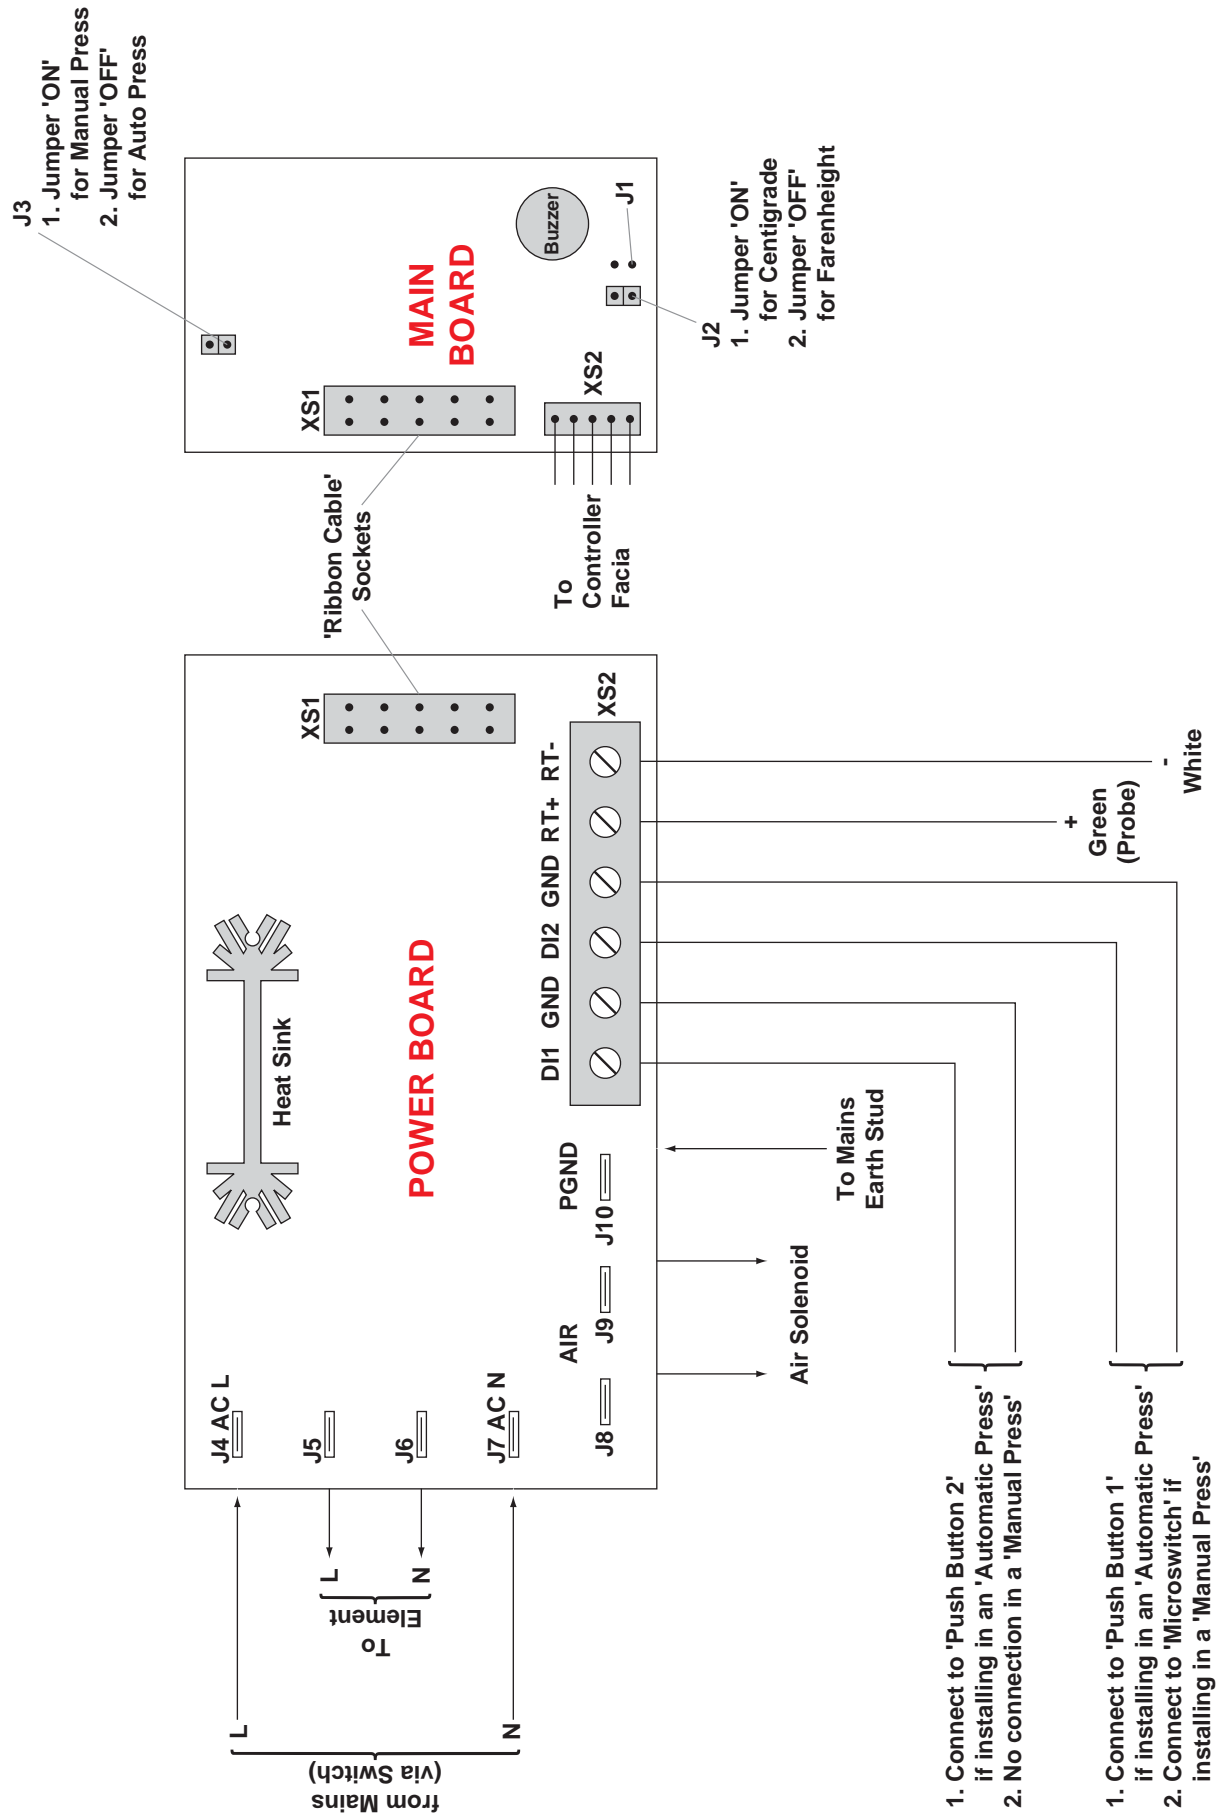 J3
1. Jumper 'ON'
for Manual Press
2. Jumper 'OFF'
for Auto Press
MAIN
BOARD
Buzzer
J1
J2
1. Jumper 'ON'
for Centigrade
2. Jumper 'OFF'
for Farenheight
XS1
XS2
'Ribbon Cable'
Sockets
To
Controller
Facia
XS1
XS2
Heat Sink
POWER BOARD
DI1 GND DI2 GND RT+ RT-
J4 AC L
J5
J6
J7 AC N
AIR
PGND
J8
J9
J10
L
N
from Mains
(via Switch)
L
N
To
Element
Air Solenoid
To Mains
Earth Stud
+
Green
(Probe)
-
White
1. Connect to 'Push Button 2'
if installing in an 'Automatic Press'
2. No connection in a 'Manual Press'
1. Connect to 'Push Button 1'
if installing in an 'Automatic Press'
2. Connect to 'Microswitch' if
installing in a 'Manual Press'